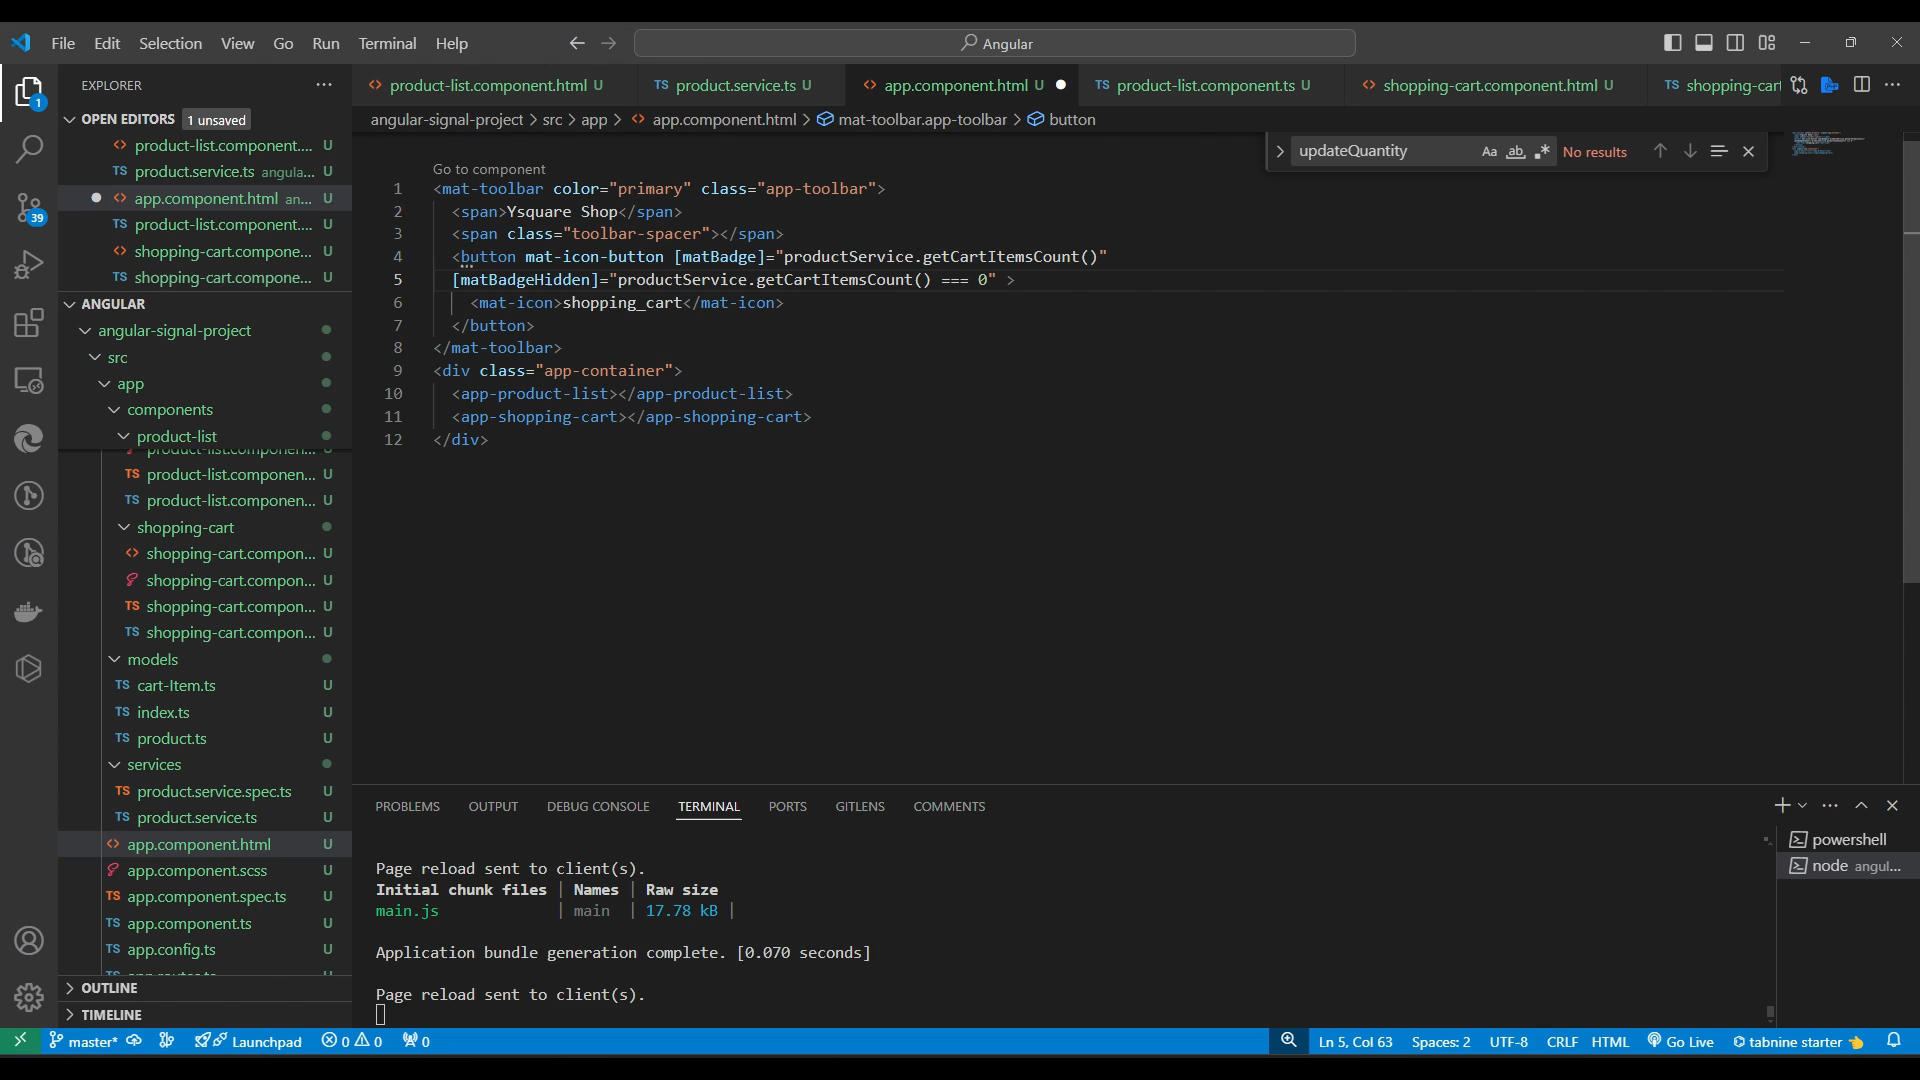 File Edit Selection View Go Run Terminal Help
Angular
EXPLORER
product-list.component.html U
TS product.service.ts U
app.component.html U
TS product-list.component.ts U
shopping-cart.component.html U
TS shopping-car
OPEN EDITORS 1 unsaved
product-list.component.... U
TS product.service.ts angula... U
app.component.html an... U
TS product-list.component.... U
shopping-cart.compone... U
TS shopping-cart.compone... U
angular-signal-project > src > app > app.component.html > mat-toolbar.app-toolbar > button
updateQuantity Aa ab No results
Go to component
1 <mat-toolbar color="primary" class="app-toolbar">
2 <span>Ysquare Shop</span>
3 <span class="toolbar-spacer"></span>
4 <button mat-icon-button [matBadge]="productService.getCartItemsCount()"
5 [matBadgeHidden]="productService.getCartItemsCount() === 0" >
6 <mat-icon>shopping_cart</mat-icon>
7 </button>
8 </mat-toolbar>
9 <div class="app-container">
10 <app-product-list></app-product-list>
11 <app-shopping-cart></app-shopping-cart>
12 </div>
1
39
ANGULAR
angular-signal-project
src
app
components
product-list
product-list.componen... U
TS product-list.componen... U
TS product-list.componen... U
shopping-cart
shopping-cart.compon... U
shopping-cart.compon... U
TS shopping-cart.compon... U
TS shopping-cart.compon... U
models
TS cart-Item.ts U
TS index.ts U
TS product.ts U
services
TS product.service.spec.ts U
TS product.service.ts U
app.component.html U
app.component.scss U
TS app.component.spec.ts U
TS app.component.ts U
TS app.config.ts U
OUTLINE
TIMELINE
PROBLEMS OUTPUT DEBUG CONSOLE TERMINAL PORTS GITLENS COMMENTS
Page reload sent to client(s).
Initial chunk files | Names | Raw size
main.js | main | 17.78 kB |
Application bundle generation complete. [0.070 seconds]
Page reload sent to client(s).
powershell
node angul...
master* Launchpad 0 0 0
Ln 5, Col 63 Spaces: 2 UTF-8 CRLF HTML Go Live tabnine starter